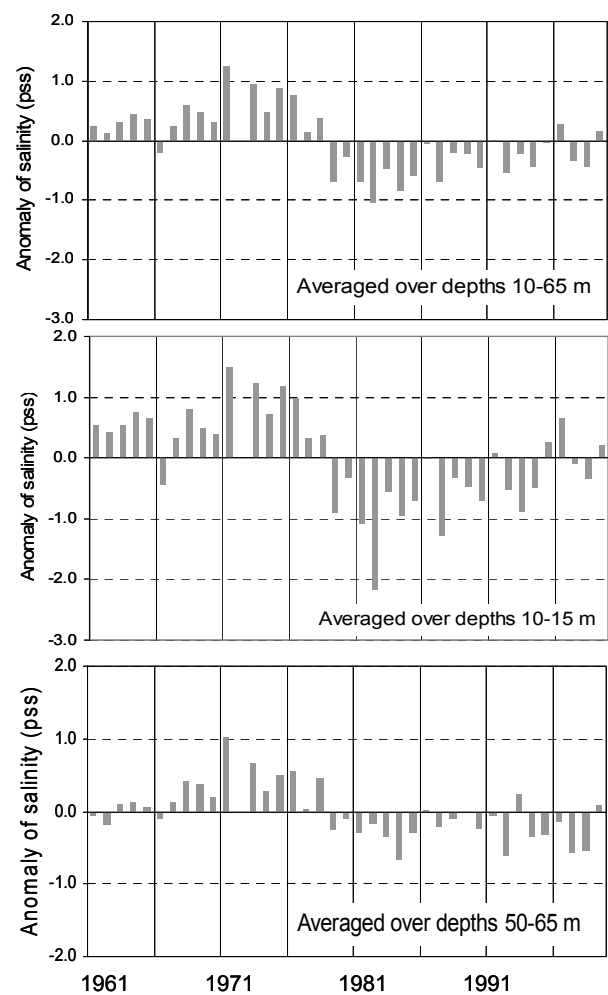 2.0
1.0
0.0
-1.0
-2.0
-3.0
Anomaly of salinity (pss)
Averaged over depths 10-65 m
2.0
1.0
0.0
-1.0
-2.0
-3.0
Anomaly of salinity (pss)
Averaged over depths 10-15 m
2.0
1.0
0.0
-1.0
-2.0
Anomaly of salinity (pss)
Averaged over depths 50-65 m
1961 1971 1981 1991